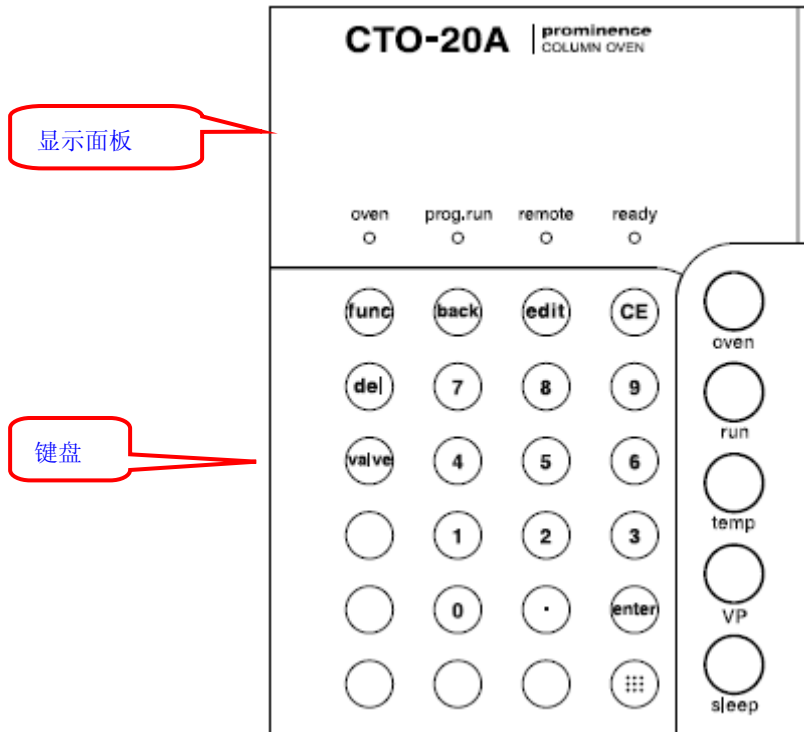 CTO-20A prominence
COLUMN OVEN
显示面板
oven prog.run remote ready
func back edit CE
oven
del 7 8 9
run
键盘
valve 4 5 6
temp
1 2 3
VP
0 . enter
sleep